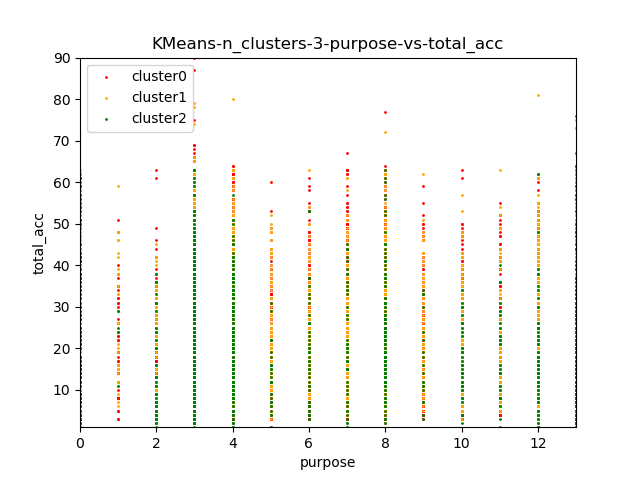 KMeans-n_clusters-3-purpose-vs-total_acc
cluster0
cluster1
cluster2
90
80
70
60
50
40
30
20
10
total_acc
0 2 4 6 8 10 12
purpose